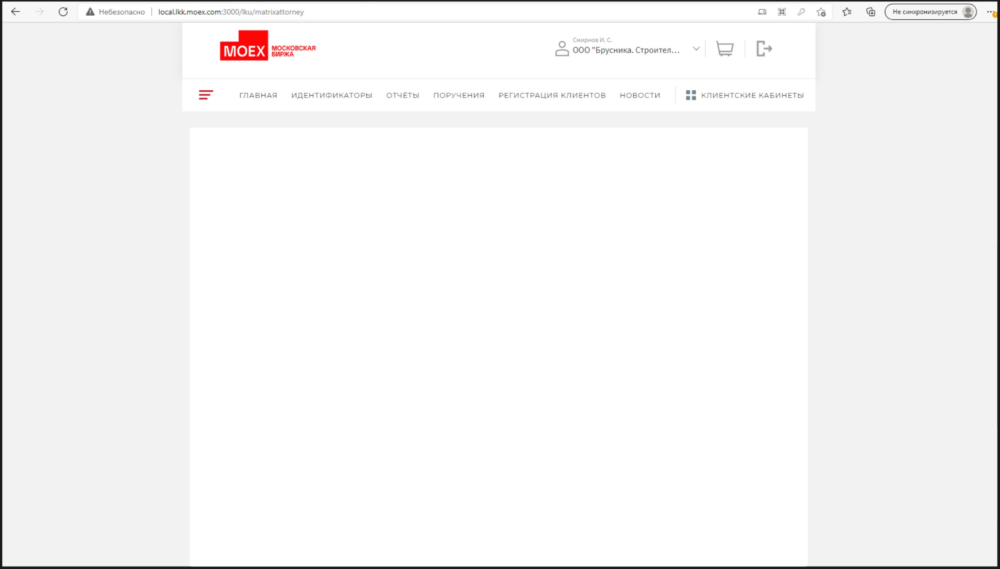 Небезопасно local.lkk.moex.com:3000/lku/matrixattorney Не синхронизируется
MOEX МОСКОВСКАЯ БИРЖА
Смирнов И. С.
ООО "Брусника. Строител...
ГЛАВНАЯ ИДЕНТИФИКАТОРЫ ОТЧЁТЫ ПОРУЧЕНИЯ РЕГИСТРАЦИЯ КЛИЕНТОВ НОВОСТИ КЛИЕНТСКИЕ КАБИНЕТЫ